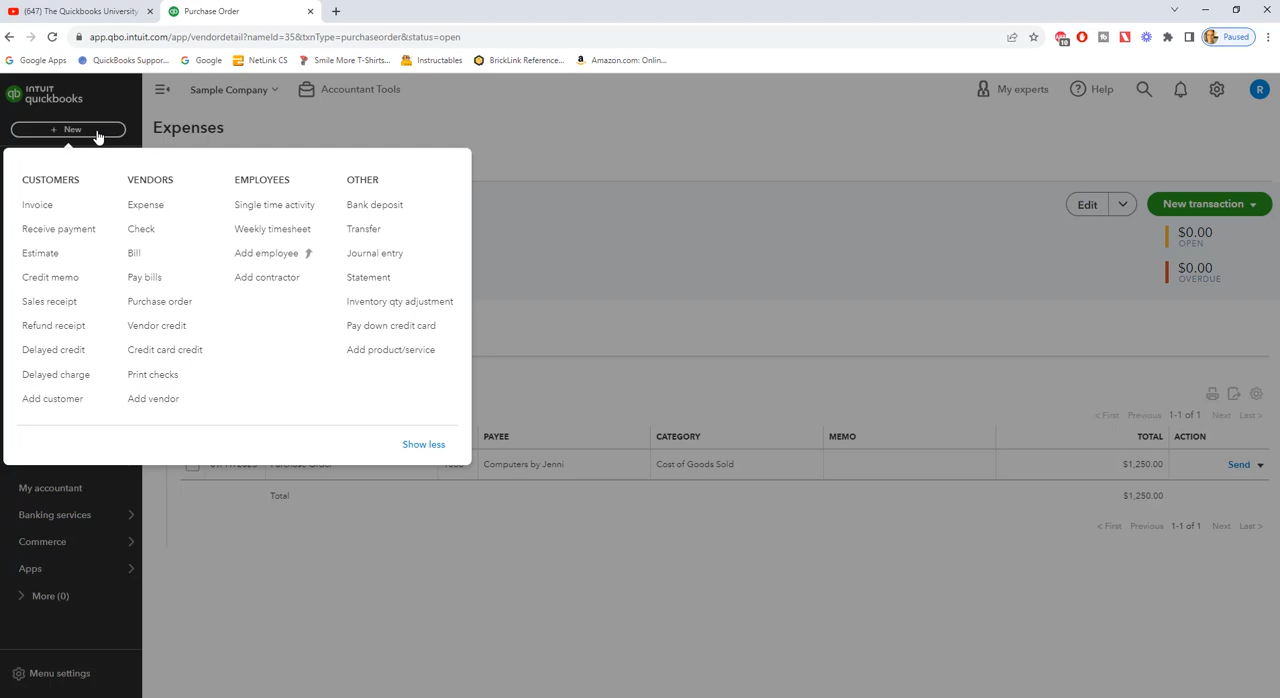 (647) The Quickbooks University
Purchase Order
app.qbo.intuit.com/app/vendordetail?nameId=35&txnType=purchaseorder&status=open
10
Paused
Google Apps
QuickBooks Suppor...
Google
NetLink CS
Smile More T-Shirts...
Instructables
BrickLink Reference...
Amazon.com: Onlin...
qb INTUIT quickbooks
Sample Company
Accountant Tools
My experts
Help
R
+ New
Expenses
CUSTOMERS
Invoice
Receive payment
Estimate
Credit memo
Sales receipt
Refund receipt
Delayed credit
Delayed charge
Add customer
VENDORS
Expense
Check
Bill
Pay bills
Purchase order
Vendor credit
Credit card credit
Print checks
Add vendor
EMPLOYEES
Single time activity
Weekly timesheet
Add employee
Add contractor
OTHER
Bank deposit
Transfer
Journal entry
Statement
Inventory qty adjustment
Pay down credit card
Add product/service
Show less
Edit
New transaction
$0.00
OPEN
$0.00
OVERDUE
< First Previous 1-1 of 1 Next Last >
PAYEE CATEGORY MEMO TOTAL ACTION
Computers by Jenni Cost of Goods Sold $1,250.00 Send
Total $1,250.00
< First Previous 1-1 of 1 Next Last >
My accountant
Banking services
Commerce
Apps
More (0)
Menu settings